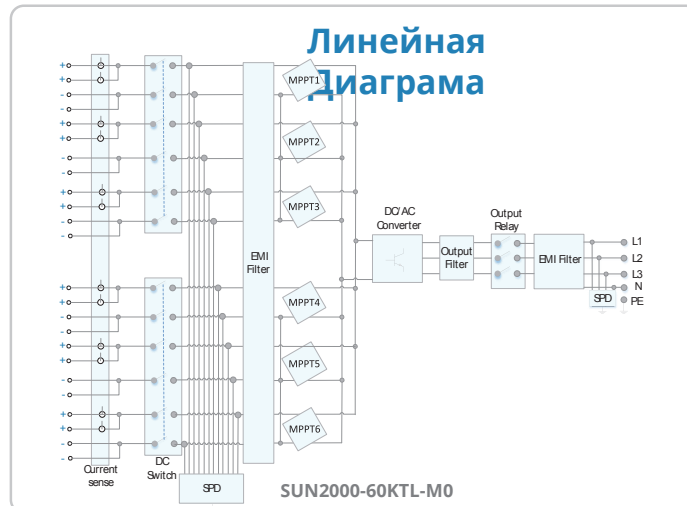 Линейная
Диаграма
MPPT1
MPPT2
MPPT3
MPPT4
MPPT5
MPPT6
EMI
Filter
DC/AC
Converter
Output
Filter
Output
Relay
EMI Filter
L1
L2
L3
N
PE
SPD
Current
sense
DC
Switch
SPD
SUN2000-60KTL-M0
+
+
-
-
+
+
-
-
+
+
-
-
+
+
-
-
+
+
-
-
+
+
-
-